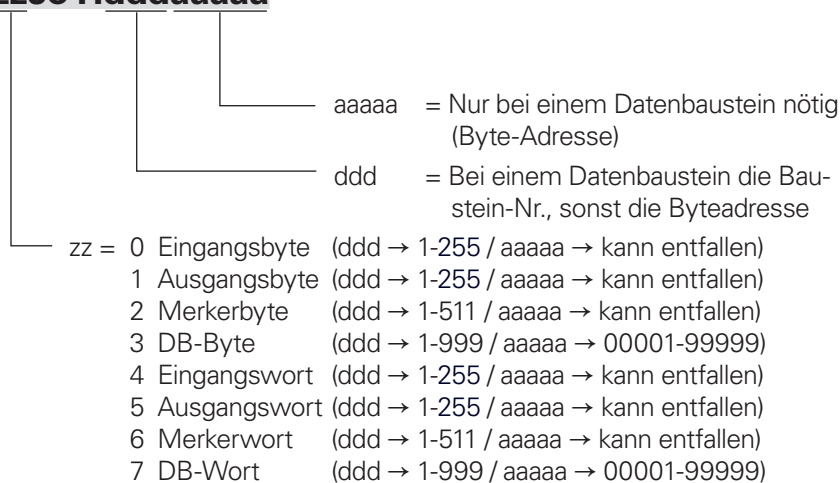 aaaaa = Nur bei einem Datenbaustein nötig
(Byte-Adresse)
ddd = Bei einem Datenbaustein die Bau-
stein-Nr., sonst die Byteadresse
zz = 0 Eingangsbyte (ddd → 1-255 / aaaaa → kann entfallen)
1 Ausgangsbyte (ddd → 1-255 / aaaaa → kann entfallen)
2 Merkerbyte (ddd → 1-511 / aaaaa → kann entfallen)
3 DB-Byte (ddd → 1-999 / aaaaa → 00001-99999)
4 Eingangswort (ddd → 1-255 / aaaaa → kann entfallen)
5 Ausgangswort (ddd → 1-255 / aaaaa → kann entfallen)
6 Merkerwort (ddd → 1-511 / aaaaa → kann entfallen)
7 DB-Wort (ddd → 1-999 / aaaaa → 00001-99999)